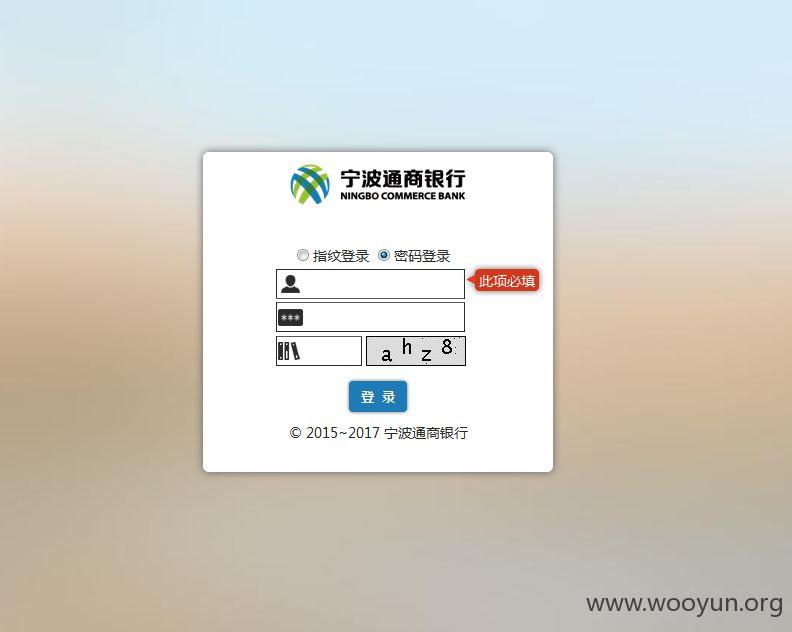 宁波通商银行
NINGBO COMMERCE BANK
指纹登录 密码登录
此项必填
***
ahz8
登 录
© 2015~2017 宁波通商银行
www.wooyun.org